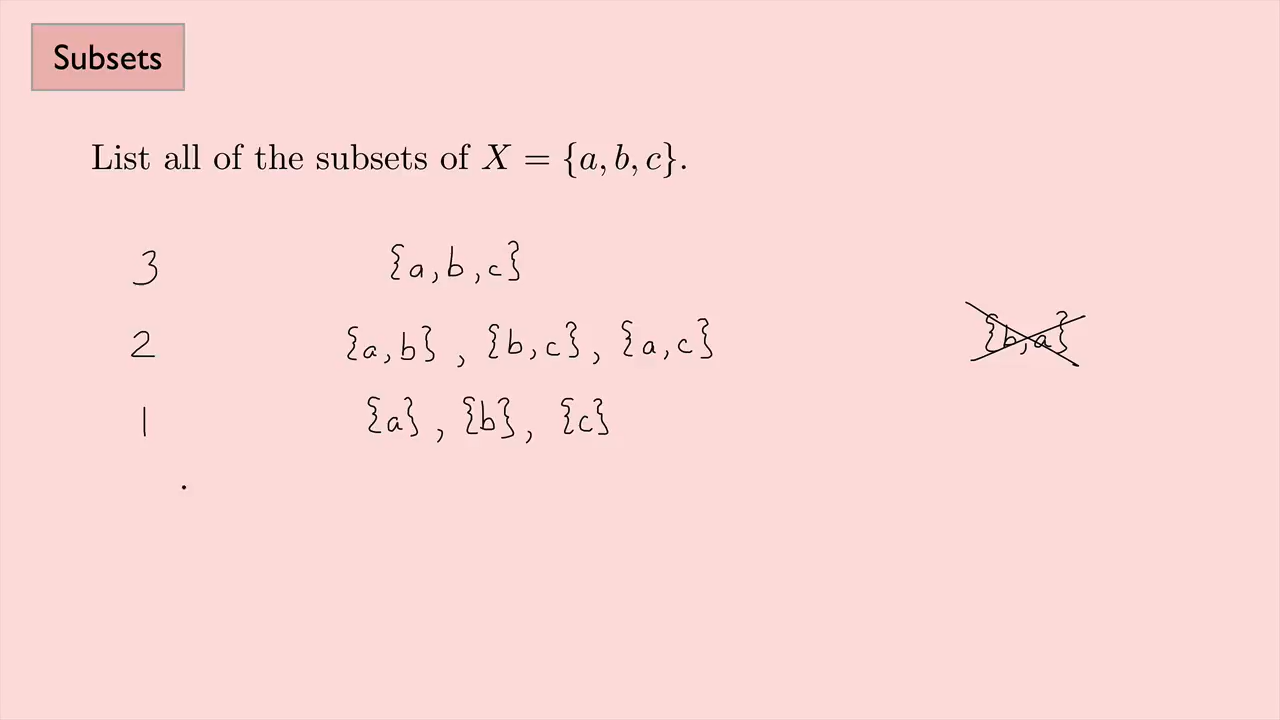 Subsets
List all of the subsets of X = {a, b, c}.
3 {a, b, c}
2 {a, b} , {b, c}, {a, c} {b, a}
1 {a} , {b} , {c}